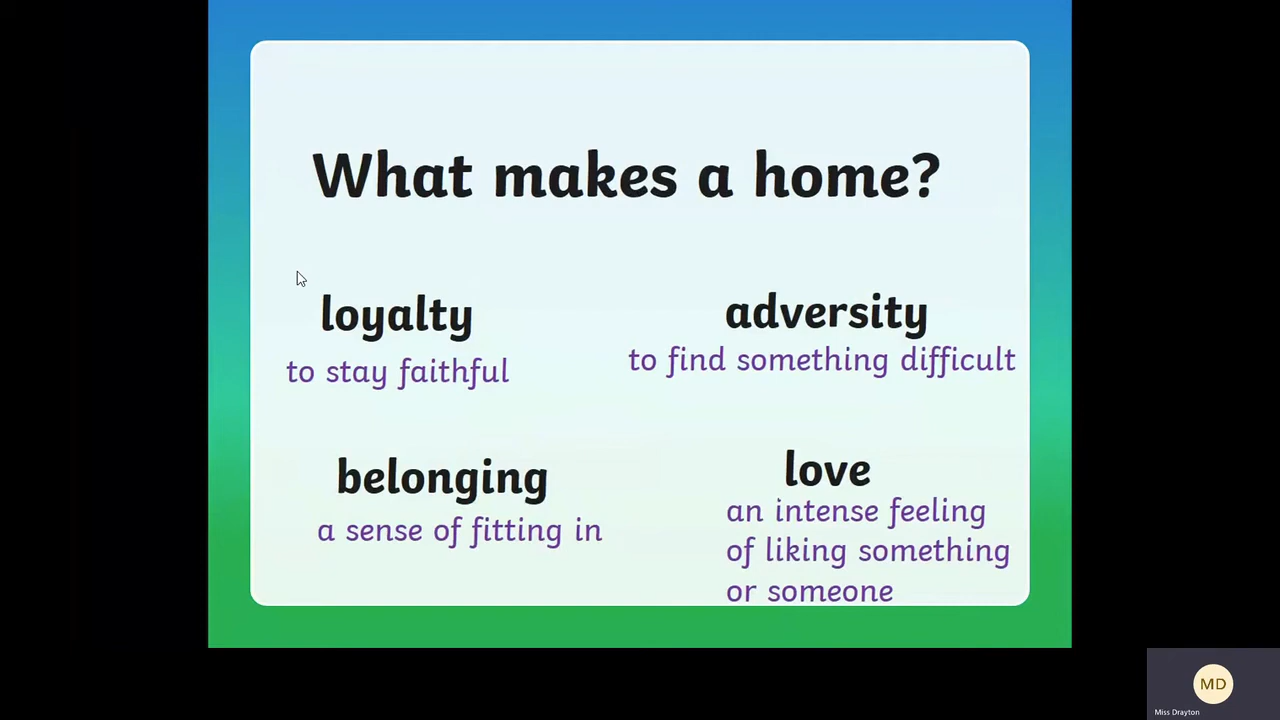 What makes a home?
loyalty
to stay faithful
adversity
to find something difficult
belonging
a sense of fitting in
love
an intense feeling
of liking something
or someone
MD
Miss Drayton